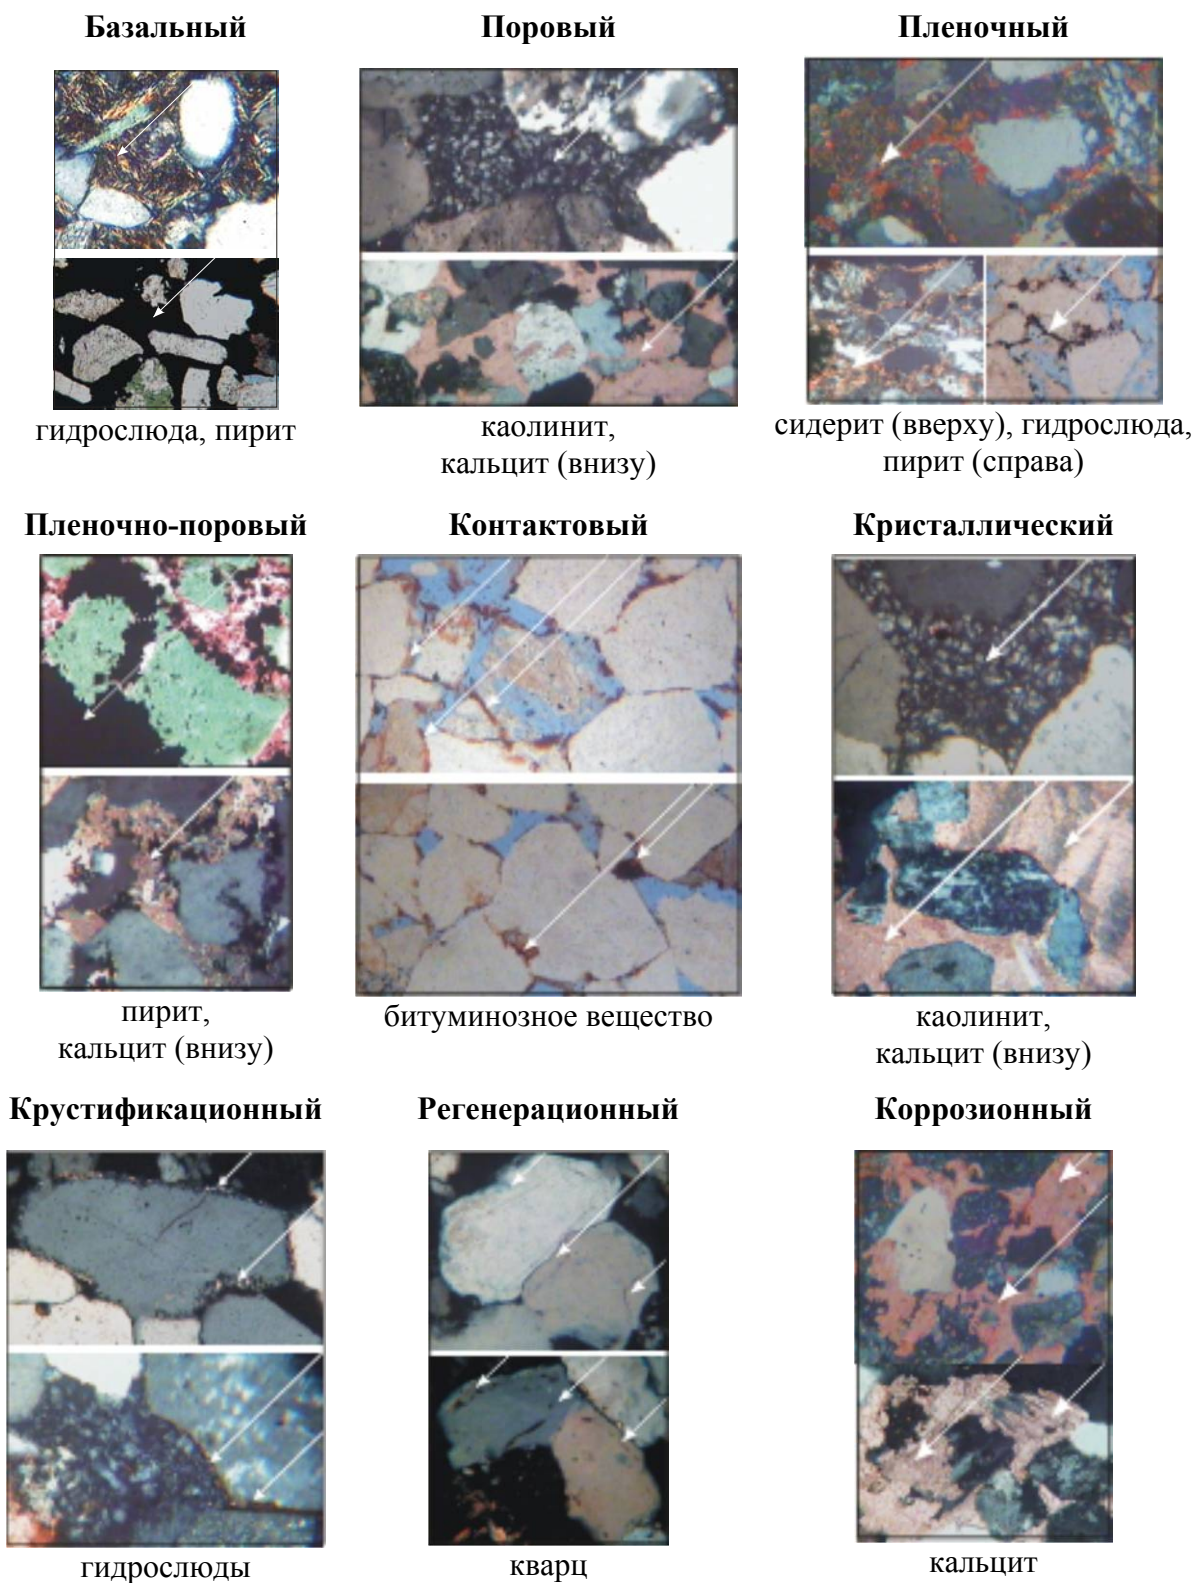 Базальный
Поровый
Пленочный
гидрослюда, пирит
каолинит,
кальцит (внизу)
сидерит (вверху), гидрослюда,
пирит (справа)
Пленочно-поровый
Контактовый
Кристаллический
пирит,
кальцит (внизу)
битуминозное вещество
каолинит,
кальцит (внизу)
Крустификационный
Регенерационный
Коррозионный
гидрослюды
кварц
кальцит